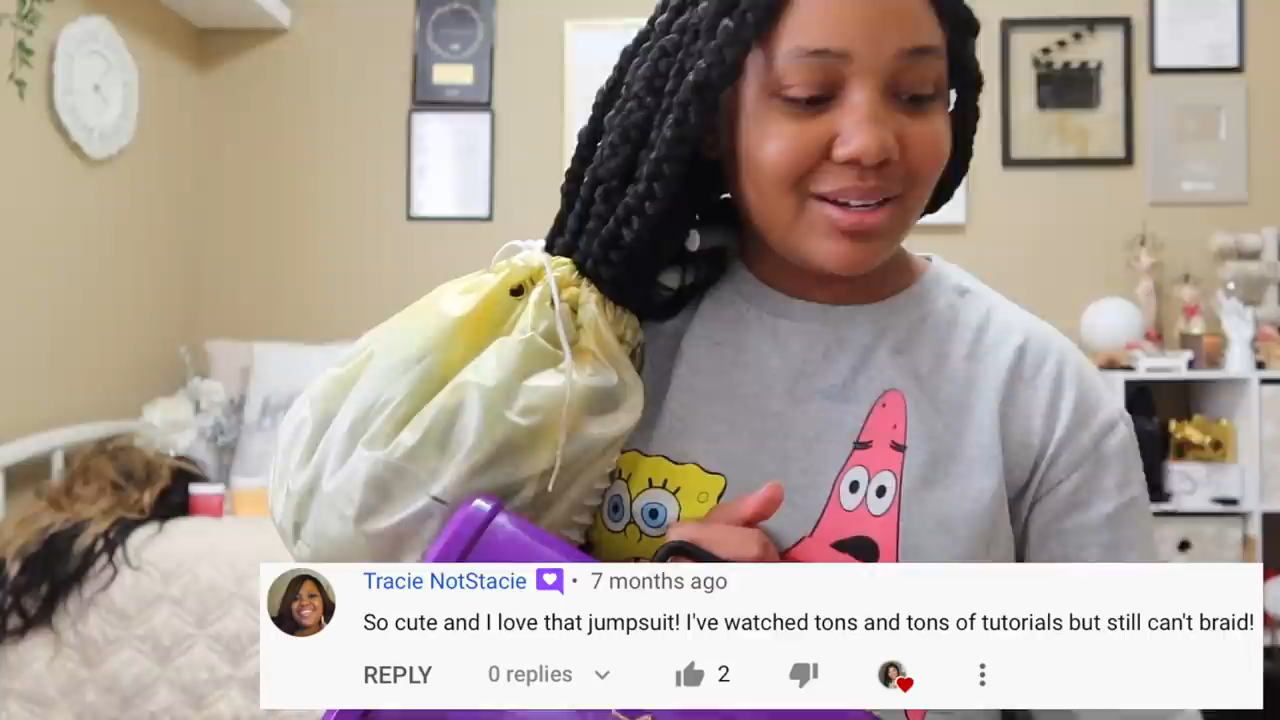 Tracie NotStacie • 7 months ago
So cute and I love that jumpsuit! I've watched tons and tons of tutorials but still can't braid!
REPLY 0 replies 2